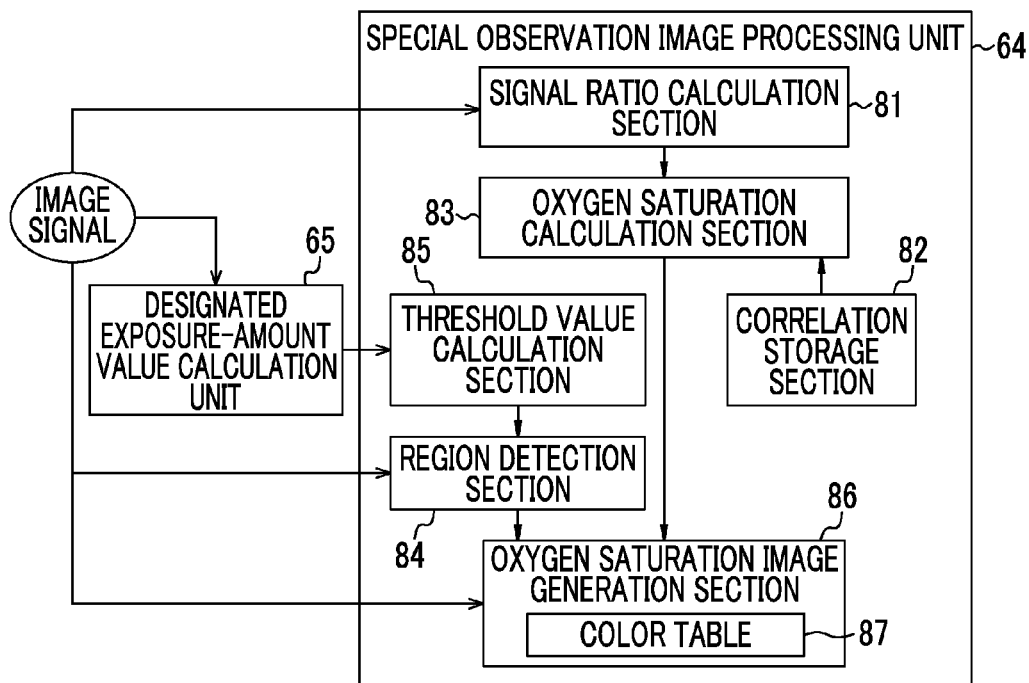 SPECIAL OBSERVATION IMAGE PROCESSING UNIT
64
SIGNAL RATIO CALCULATION
SECTION
81
IMAGE
SIGNAL
83
OXYGEN SATURATION
CALCULATION SECTION
65
DESIGNATED
EXPOSURE-AMOUNT
VALUE CALCULATION
UNIT
85
THRESHOLD VALUE
CALCULATION
SECTION
82
CORRELATION
STORAGE
SECTION
REGION DETECTION
SECTION
84
86
OXYGEN SATURATION IMAGE
GENERATION SECTION
COLOR TABLE
87